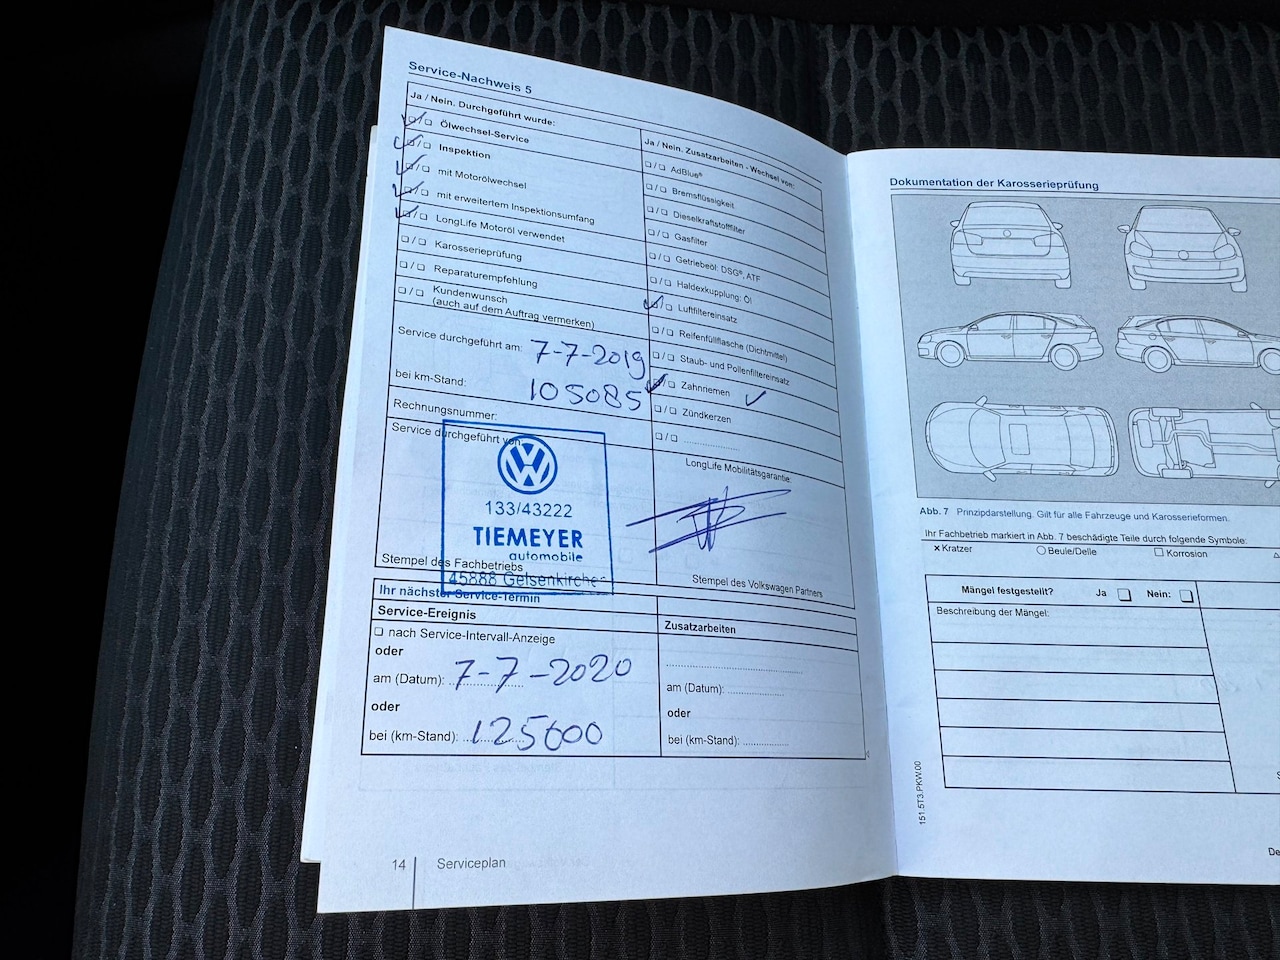 Service-Nachweis 5
Ja / Nein. Durchgeführt wurde:
❑/❑ Ölwechsel-Service
❑/❑ Inspektion
❑/❑ mit Motorölwechsel
❑/❑ mit erweitertem Inspektionsumfang
❑/❑ LongLife Motoröl verwendet
❑/❑ Karosserieprüfung
❑/❑ Reparaturempfehlung
❑/❑ Kundenwunsch
(auch auf dem Auftrag vermerken)
Service durchgeführt am: 7-7-2019
bei km-Stand: 105085
Rechnungsnummer:
Service durchgeführt von:
133/43222
TIEMEYER
automobile
45888 Gelsenkirche
Stempel des Fachbetriebs
Ja / Nein. Zusatzarbeiten - Wechsel von:
❑/❑ AdBlue®
❑/❑ Bremsflüssigkeit
❑/❑ Dieselkraftstofffilter
❑/❑ Gasfilter
❑/❑ Getriebeöl: DSG®, ATF
❑/❑ Haldexkupplung: Öl
❑/❑ Luftfiltereinsatz
❑/❑ Reifenfüllflasche (Dichtmittel)
❑/❑ Staub- und Pollenfiltereinsatz
❑/❑ Zahnriemen ✓
❑/❑ Zündkerzen
❑/❑ ....................
LongLife Mobilitätsgarantie:
Stempel des Volkswagen Partners
Ihr nächster Service-Termin
Service-Ereignis
❑ nach Service-Intervall-Anzeige
oder
am (Datum): 7-7-2020
oder
bei (km-Stand): 125000
Zusatzarbeiten
am (Datum): ....................
oder
bei (km-Stand): ....................
14 Serviceplan
Dokumentation der Karosserieprüfung
Abb. 7 Prinzipdarstellung. Gilt für alle Fahrzeuge und Karosserieformen.
Ihr Fachbetrieb markiert in Abb. 7 beschädigte Teile durch folgende Symbole:
× Kratzer ○ Beule/Delle □ Korrosion △
Mängel festgestellt? Ja ❑ Nein: ❑
Beschreibung der Mängel:
151.5T3.PKW.00
De